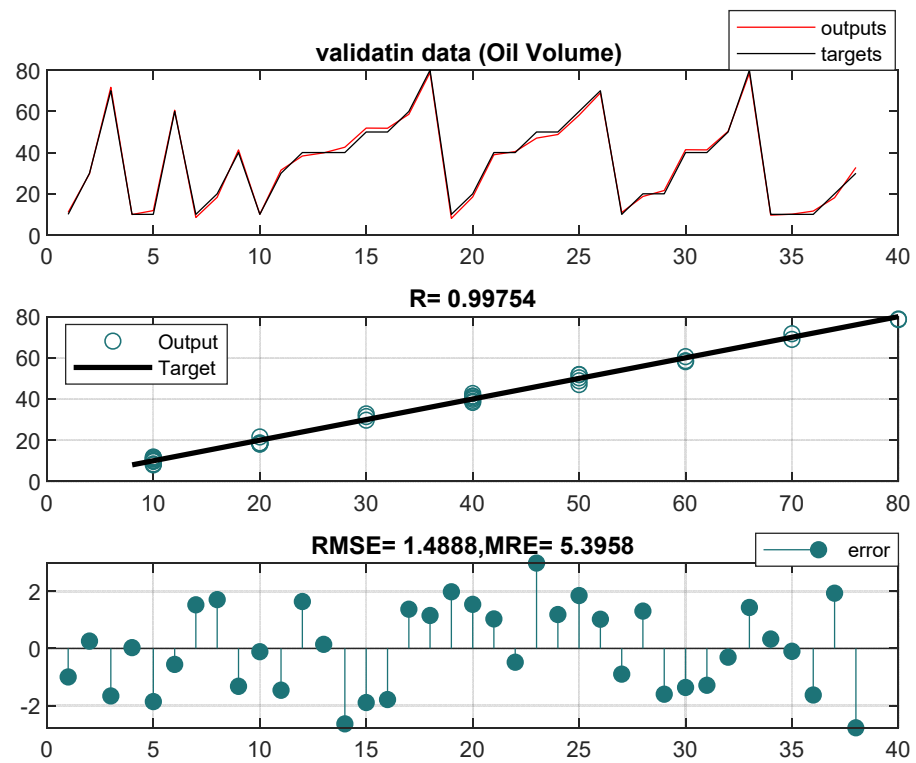 outputs
targets
validatin data (Oil Volume)
80
60
40
20
0
0 5 10 15 20 25 30 35 40
R= 0.99754
Output
Target
80
60
40
20
0
0 10 20 30 40 50 60 70 80
RMSE= 1.4888,MRE= 5.3958
error
2
0
-2
0 5 10 15 20 25 30 35 40